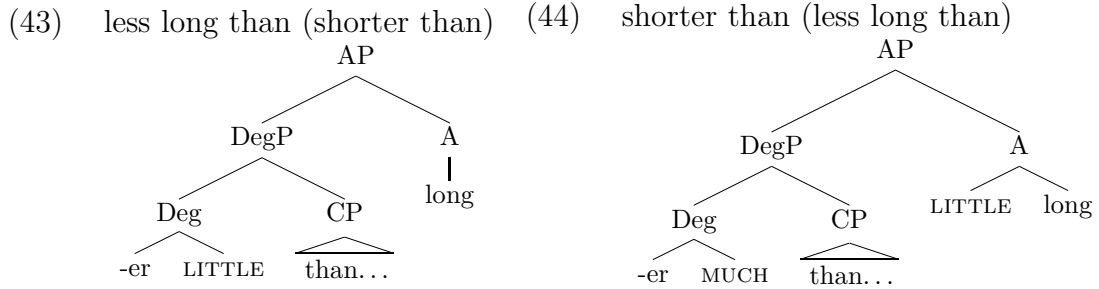 (43) less long than (shorter than) (44) shorter than (less long than)
AP AP
DegP A DegP A
long
Deg CP Deg CP LITTLE long
-er LITTLE than... -er MUCH than...